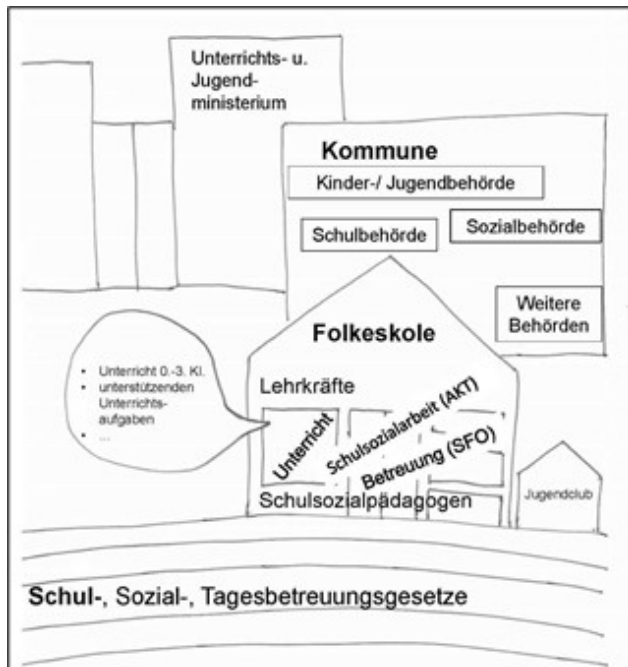 Unterrichts- u.
Jugend-
ministerium
Kommune
Kinder-/ Jugendbehörde
Schulbehörde
Sozialbehörde
Weitere
Behörden
Folkeskole
• Unterricht 0.-3. Kl.
• unterstützenden
Unterrichts-
aufgaben
• ...
Lehrkräfte
Unterricht
Schulsozialarbeit (AKT)
Betreuung (SFO)
Schulsozialpädagogen
Jugendclub
Schul-, Sozial-, Tagesbetreuungsgesetze